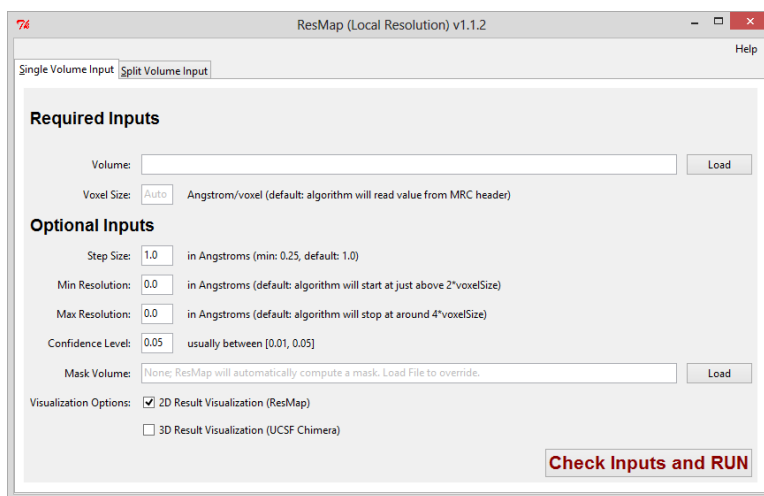 ResMap (Local Resolution) v1.1.2
Help
Single Volume Input Split Volume Input
Required Inputs
Volume: Load
Voxel Size: Auto Angstrom/voxel (default: algorithm will read value from MRC header)
Optional Inputs
Step Size: 1.0 in Angstroms (min: 0.25, default: 1.0)
Min Resolution: 0.0 in Angstroms (default: algorithm will start at just above 2*voxelSize)
Max Resolution: 0.0 in Angstroms (default: algorithm will stop at around 4*voxelSize)
Confidence Level: 0.05 usually between [0.01, 0.05]
Mask Volume: None; ResMap will automatically compute a mask. Load File to override. Load
Visualization Options: 2D Result Visualization (ResMap)
3D Result Visualization (UCSF Chimera)
Check Inputs and RUN